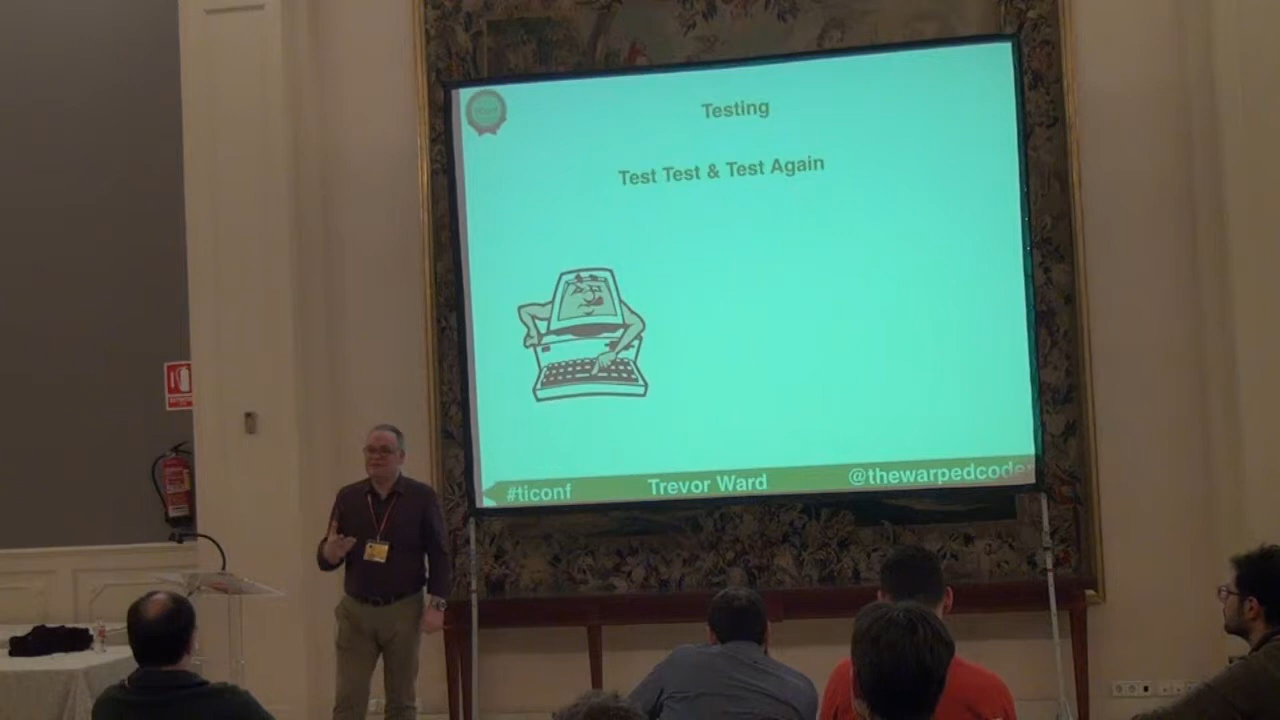 Testing
Test Test & Test Again
#ticonf
Trevor Ward
@thewarpedcoder